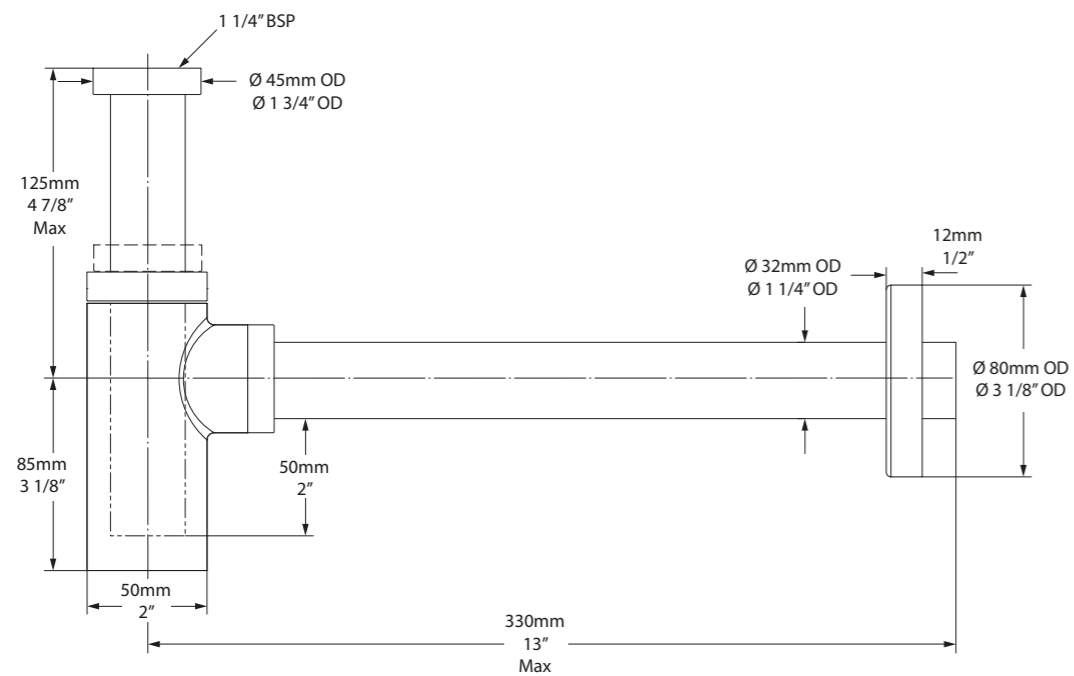 1 1/4” BSP
Ø 45mm OD
Ø 1 3/4” OD
125mm
4 7/8”
Max
12mm
1/2”
Ø 32mm OD
Ø 1 1/4” OD
Ø 80mm OD
Ø 3 1/8” OD
85mm
3 1/8”
50mm
2”
50mm
2”
330mm
13”
Max